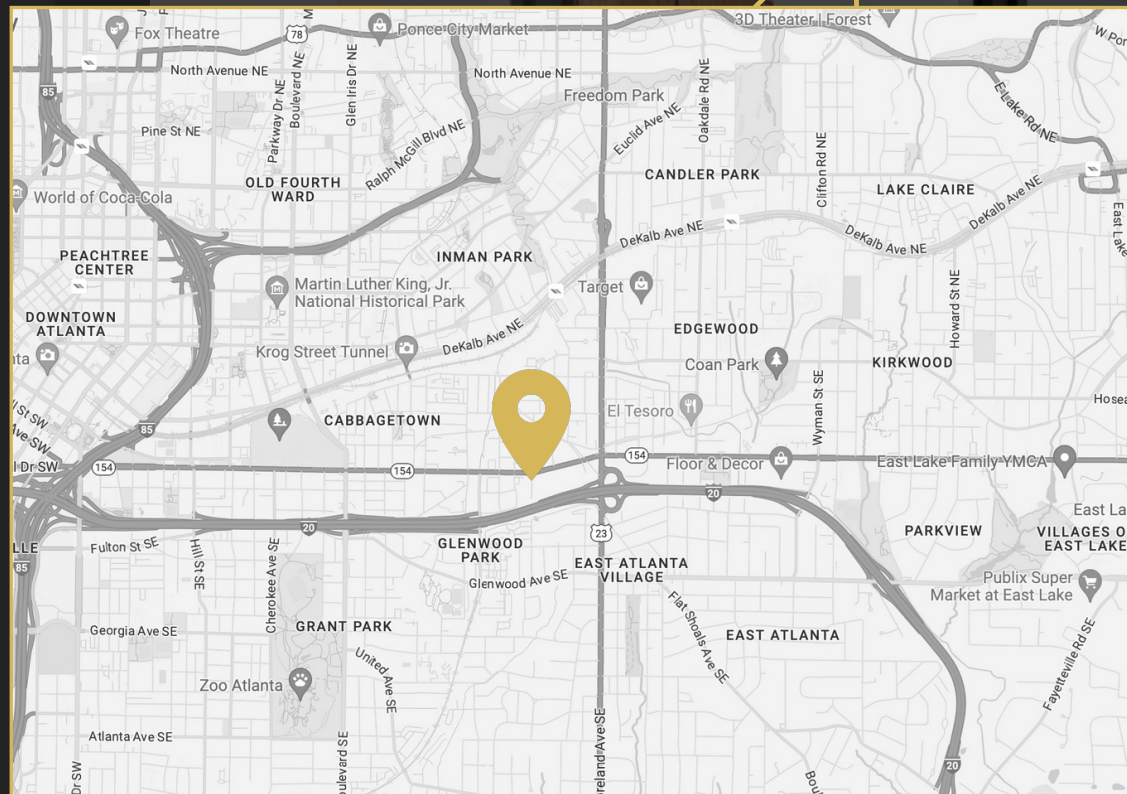 3D Theater | Forest
Fox Theatre
78
Ponce City Market
North Avenue NE
North Avenue NE
85
Freedom Park
E Lake Rd NE
Parkway Dr NE
Boulevard NE
Glen Iris Dr NE
Oakdale Rd NE
Pine St NE
Ralph McGill Blvd NE
Euclid Ave NE
Clifton Rd NE
World of Coca-Cola
OLD FOURTH
WARD
CANDLER PARK
LAKE CLAIRE
DeKalb Ave NE
DeKalb Ave NE
DeKalb Ave NE
East Lake
PEACHTREE
CENTER
INMAN PARK
Martin Luther King, Jr.
National Historical Park
Target
Howard St NE
DOWNTOWN
ATLANTA
EDGEWOOD
Krog Street Tunnel
DeKalb Ave NE
Coan Park
KIRKWOOD
Wyman St SE
El Tesoro
CABBAGETOWN
85
154
154
154
Floor & Decor
East Lake Family YMCA
20
20
23
GLENWOOD
PARK
PARKVIEW
VILLAGES O
EAST LAKE
East La
85
Fulton St SE
Hill St SE
Cherokee Ave SE
Glenwood Ave SE
EAST ATLANTA
VILLAGE
Publix Super
Market at East Lake
Georgia Ave SE
GRANT PARK
United Ave SE
Flat Shoals Ave SE
EAST ATLANTA
Fayetteville Rd SE
Zoo Atlanta
Atlanta Ave SE
oulevard SE
reland Ave SE
20